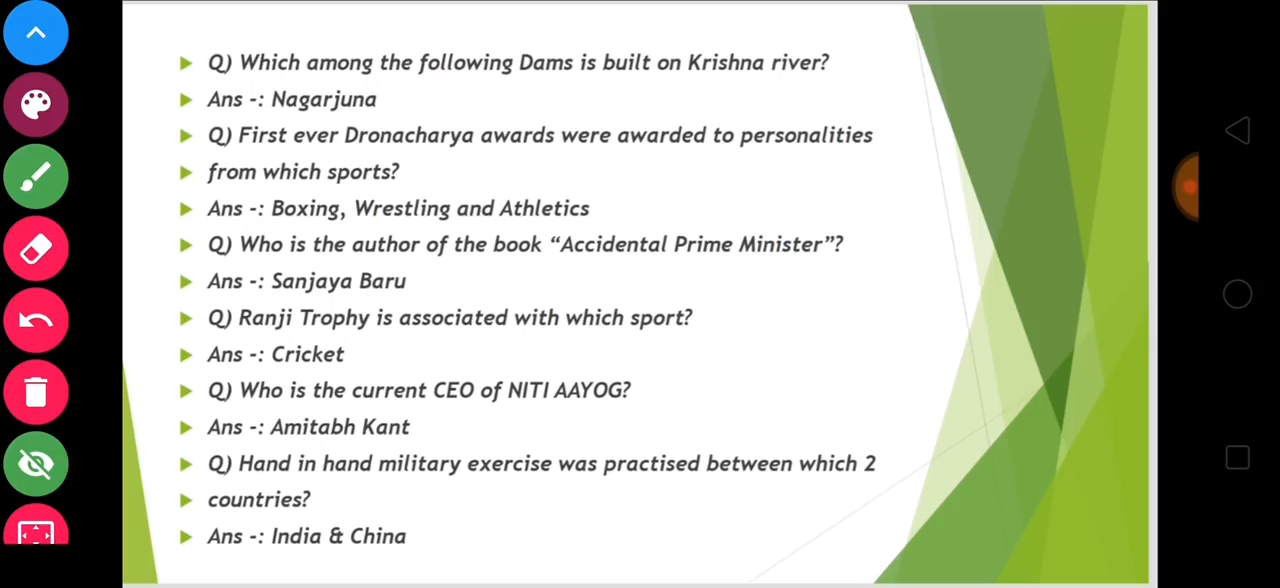 Q) Which among the following Dams is built on Krishna river?
Ans -: Nagarjuna
Q) First ever Dronacharya awards were awarded to personalities
from which sports?
Ans -: Boxing, Wrestling and Athletics
Q) Who is the author of the book “Accidental Prime Minister”?
Ans -: Sanjaya Baru
Q) Ranji Trophy is associated with which sport?
Ans -: Cricket
Q) Who is the current CEO of NITI AAYOG?
Ans -: Amitabh Kant
Q) Hand in hand military exercise was practised between which 2
countries?
Ans -: India & China